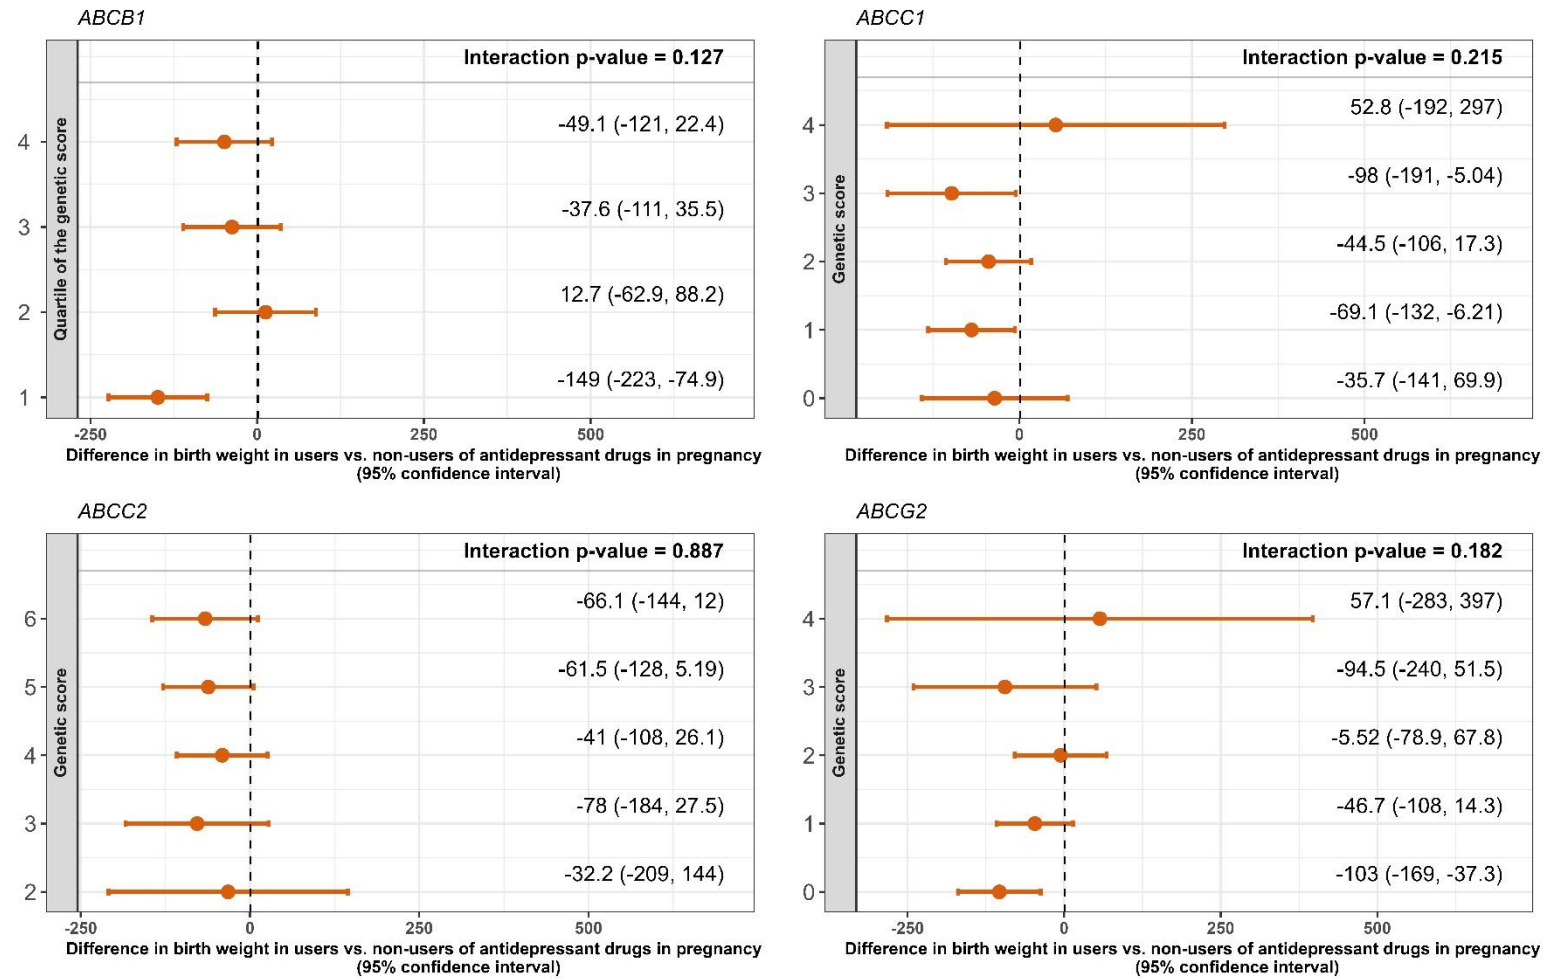 ABCB1
Interaction p-value = 0.127
Quartile of the genetic score
4
-49.1 (-121, 22.4)
3
-37.6 (-111, 35.5)
2
12.7 (-62.9, 88.2)
1
-149 (-223, -74.9)
-250 0 250 500
Difference in birth weight in users vs. non-users of antidepressant drugs in pregnancy
(95% confidence interval)
ABCC1
Interaction p-value = 0.215
Genetic score
4
52.8 (-192, 297)
3
-98 (-191, -5.04)
2
-44.5 (-106, 17.3)
1
-69.1 (-132, -6.21)
0
-35.7 (-141, 69.9)
0 250 500
Difference in birth weight in users vs. non-users of antidepressant drugs in pregnancy
(95% confidence interval)
ABCC2
Interaction p-value = 0.887
Genetic score
6
-66.1 (-144, 12)
5
-61.5 (-128, 5.19)
4
-41 (-108, 26.1)
3
-78 (-184, 27.5)
2
-32.2 (-209, 144)
-250 0 250 500
Difference in birth weight in users vs. non-users of antidepressant drugs in pregnancy
(95% confidence interval)
ABCG2
Interaction p-value = 0.182
Genetic score
4
57.1 (-283, 397)
3
-94.5 (-240, 51.5)
2
-5.52 (-78.9, 67.8)
1
-46.7 (-108, 14.3)
0
-103 (-169, -37.3)
-250 0 250 500
Difference in birth weight in users vs. non-users of antidepressant drugs in pregnancy
(95% confidence interval)